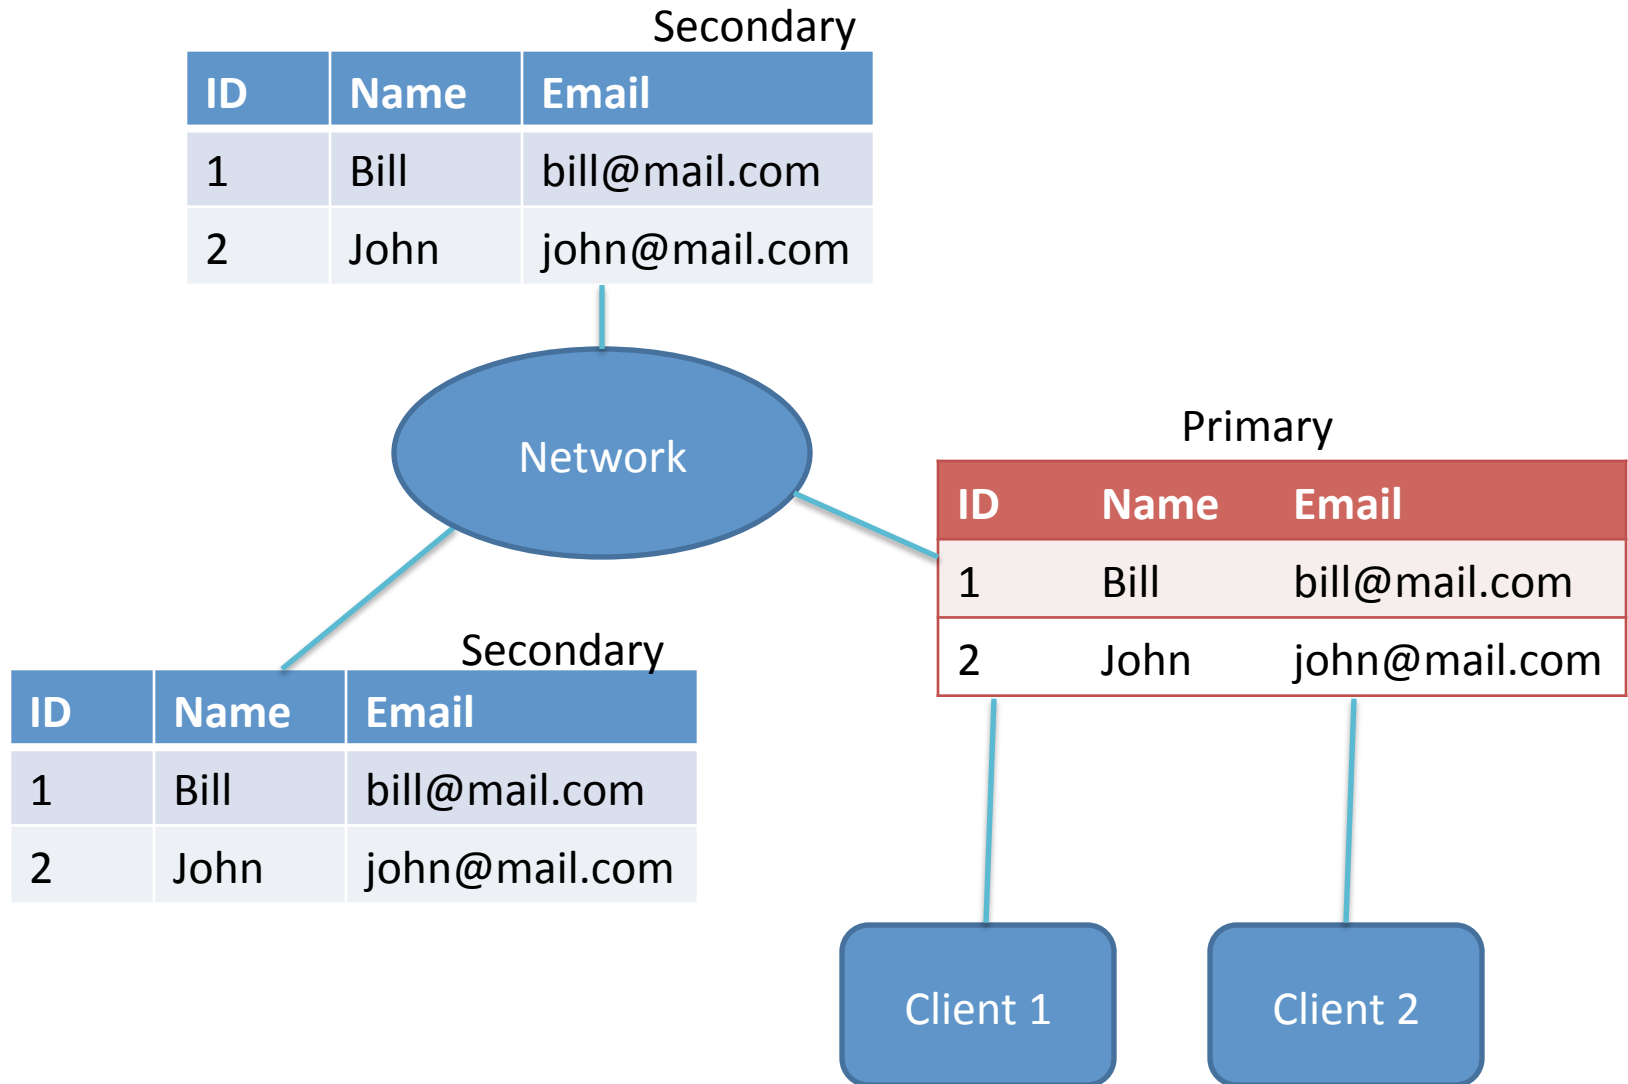 Secondary
ID Name Email
1 Bill bill@mail.com
2 John john@mail.com
Network
Primary
ID Name Email
1 Bill bill@mail.com
2 John john@mail.com
Secondary
ID Name Email
1 Bill bill@mail.com
2 John john@mail.com
Client 1
Client 2